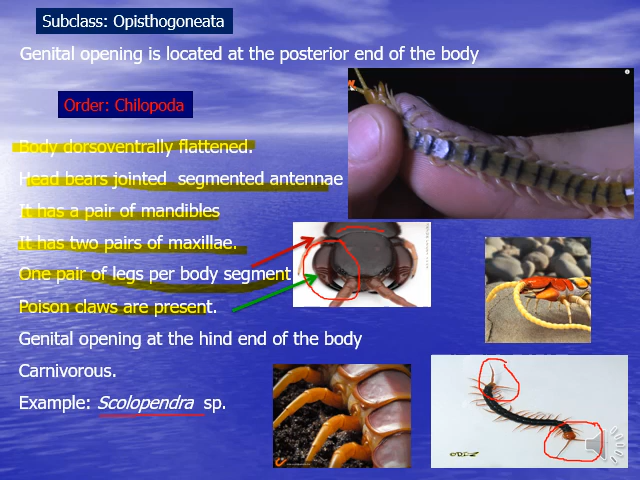 Subclass: Opisthogoneata
Genital opening is located at the posterior end of the body
Order: Chilopoda
Body dorsoventrally flattened.
Head bears jointed  segmented antennae
It has a pair of mandibles
It has two pairs of maxillae.
One pair of legs per body segment
Poison claws are present.
Genital opening at the hind end of the body
Carnivorous.
Example: Scolopendra sp.